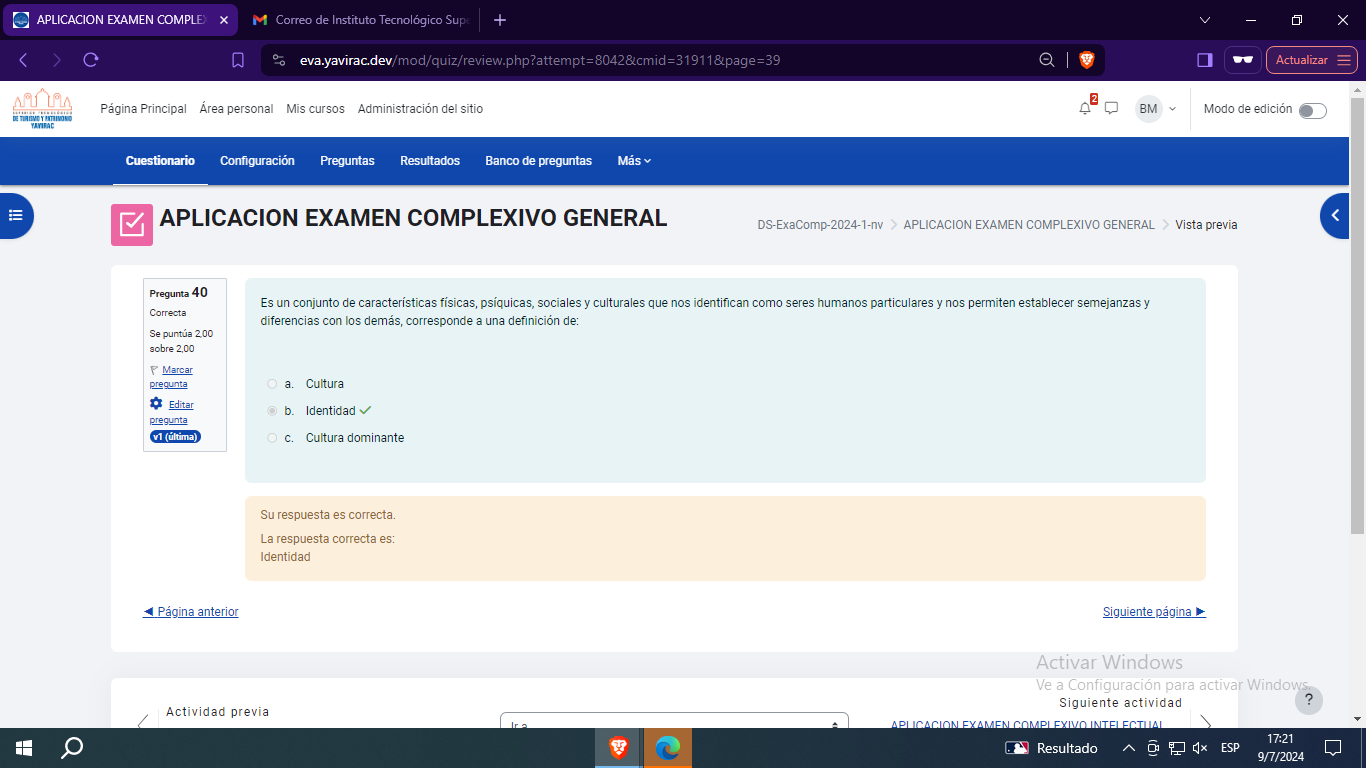 APLICACION EXAMEN COMPLEX
Correo de Instituto Tecnológico Supe
eva.yavirac.dev/mod/quiz/review.php?attempt=8042&cmid=31911&page=39
Actualizar
DE TURISMO Y PATRIMONIO
YAVIRAC
Página Principal Área personal Mis cursos Administración del sitio
2
BM
Modo de edición
Cuestionario Configuración Preguntas Resultados Banco de preguntas Más
APLICACION EXAMEN COMPLEXIVO GENERAL
DS-ExaComp-2024-1-nv > APLICACION EXAMEN COMPLEXIVO GENERAL > Vista previa
Pregunta 40
Correcta
Se puntúa 2,00
sobre 2,00
Marcar
pregunta
Editar
pregunta
v1 (última)
Es un conjunto de características físicas, psíquicas, sociales y culturales que nos identifican como seres humanos particulares y nos permiten establecer semejanzas y
diferencias con los demás, corresponde a una definición de:
a. Cultura
b. Identidad
c. Cultura dominante
Su respuesta es correcta.
La respuesta correcta es:
Identidad
◄ Página anterior
Siguiente página ►
Activar Windows
Ve a Configuración para activar Windows.
?
Actividad previa
Siguiente actividad
Ir a
APLICACION EXAMEN COMPLEXIVO INTELECTUAL
Resultado
ESP
17:21
9/7/2024